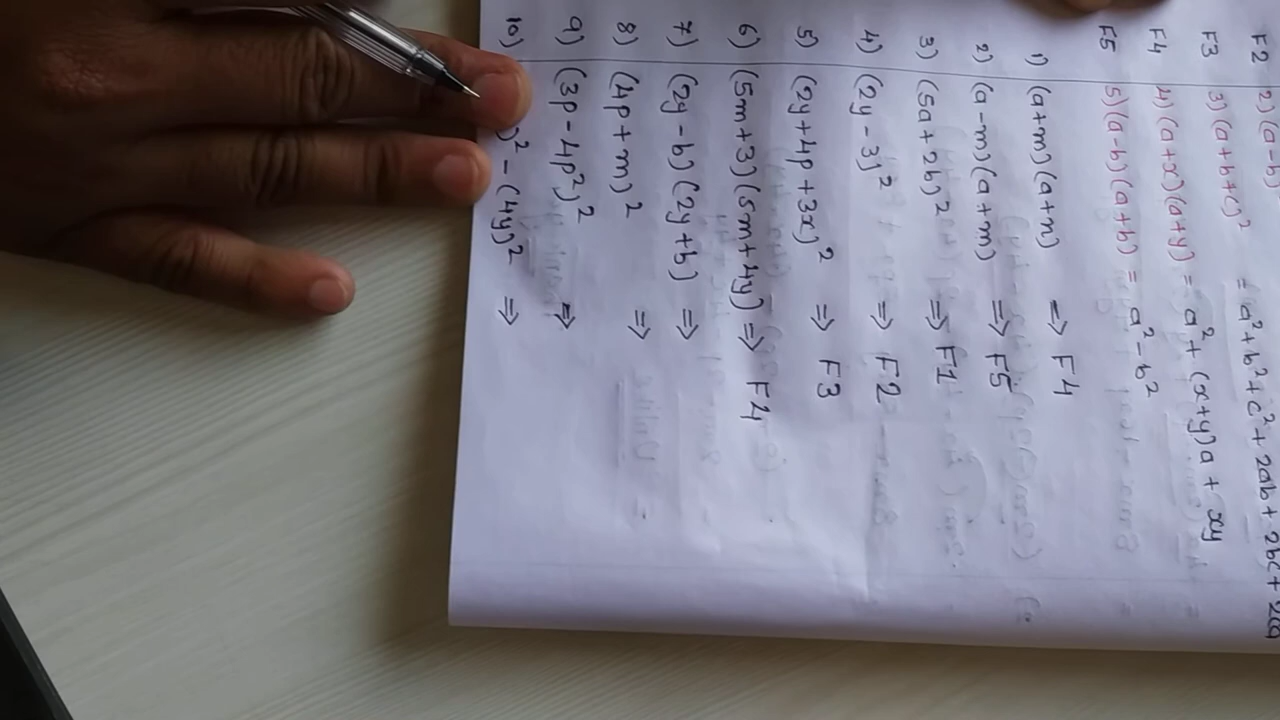 F2 2) (a-b)
F3 3) (a+b+c)² = a²+b²+c²+2ab+2bc+2ca
F4 4) (a+x)(a+y) = a²+(x+y)a+xy
F5 5) (a-b)(a+b) = a²-b²
1) (a+m)(a+n) ⇒ F4
2) (a-m)(a+m) ⇒ F5
3) (5a+2b)² ⇒ F1
4) (2y-3)² ⇒ F2
5) (2y+4p+3x)² ⇒ F3
6) (5m+3)(5m+4y) ⇒ F4
7) (2y-b)(2y+b) ⇒
8) (4p+m)² ⇒
9) (3p-4p²)² ⇒
10) )²-(4y)² ⇒